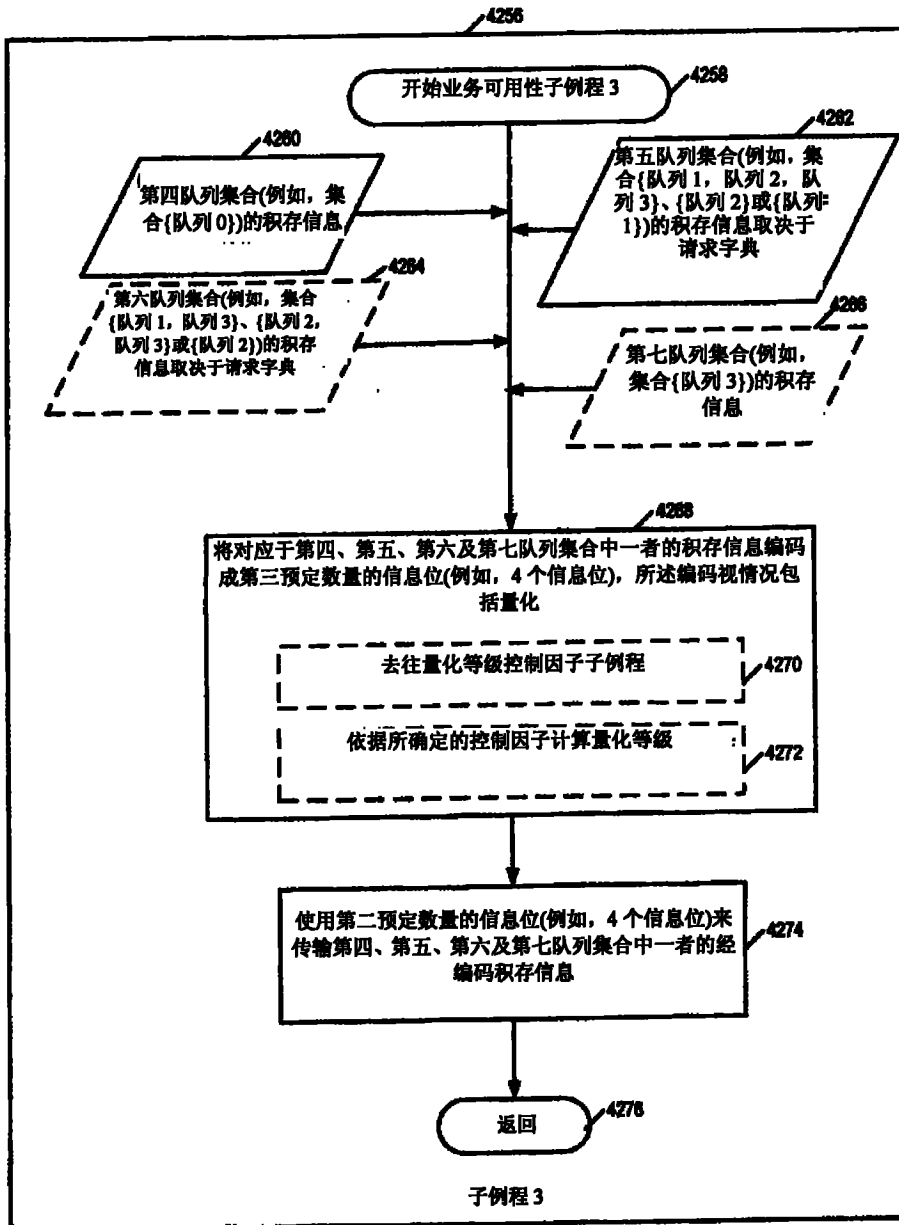 4256
开始业务可用性子例程 3
4258
4260
第四队列集合(例如，集
合{队列 0})的积存信息
4262
第五队列集合(例如，集
合{队列 1，队列 2，队
列 3}、{队列 2}或{队列
1})的积存信息取决于
请求字典
4264
第六队列集合(例如，集合
{队列 1，队列 3}、{队列 2，
队列 3}或{队列 2})的积存
信息取决于请求字典
4266
第七队列集合(例如，
集合{队列 3})的积存
信息
4268
将对应于第四、第五、第六及第七队列集合中一者的积存信息编码
成第三预定数量的信息位(例如，4 个信息位)，所述编码视情况包
括量化
去往量化等级控制因子子例程
4270
依据所确定的控制因子计算量化等级
4272
使用第二预定数量的信息位(例如，4 个信息位)来
传输第四、第五、第六及第七队列集合中一者的经
编码积存信息
4274
返回
4276
子例程 3